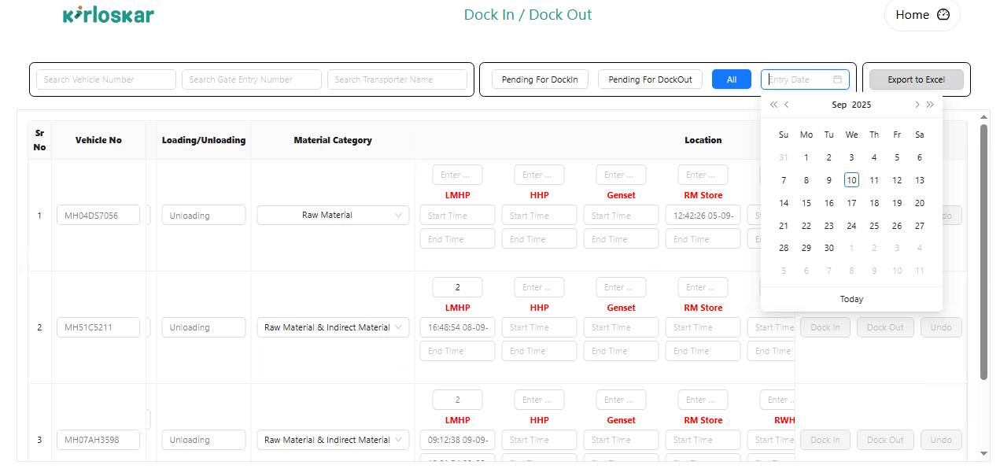 kirloskar
Dock In / Dock Out
Home
Search Vehicle Number
Search Gate Entry Number
Search Transporter Name
Pending For DockIn
Pending For DockOut
All
Entry Date
Export to Excel
Sep 2025
Su Mo Tu We Th Fr Sa
31 1 2 3 4 5 6
7 8 9 10 11 12 13
14 15 16 17 18 19 20
21 22 23 24 25 26 27
28 29 30 1 2 3 4
5 6 7 8 9 10 11
Today
Sr No
Vehicle No
Loading/Unloading
Material Category
Location
Enter ... Enter ... Enter ... Enter ...
LMHP HHP Genset RM Store
1 MH04DS7056 Unloading Raw Material
Start Time Start Time Start Time 12:42:26 05-09-
End Time End Time End Time End Time
2 Enter ... Enter ... Enter ...
LMHP HHP Genset RM Store
2 MH51C5211 Unloading Raw Material & Indirect Material
16:48:54 08-09- Start Time Start Time Start Time Start Time Dock In Dock Out Undo
End Time End Time End Time End Time End Time
2 Enter ... Enter ... Enter ... Enter ...
LMHP HHP Genset RM Store RWH
3 MH07AH3598 Unloading Raw Material & Indirect Material
09:12:38 09-09- Start Time Start Time Start Time Start Time Dock In Dock Out Undo